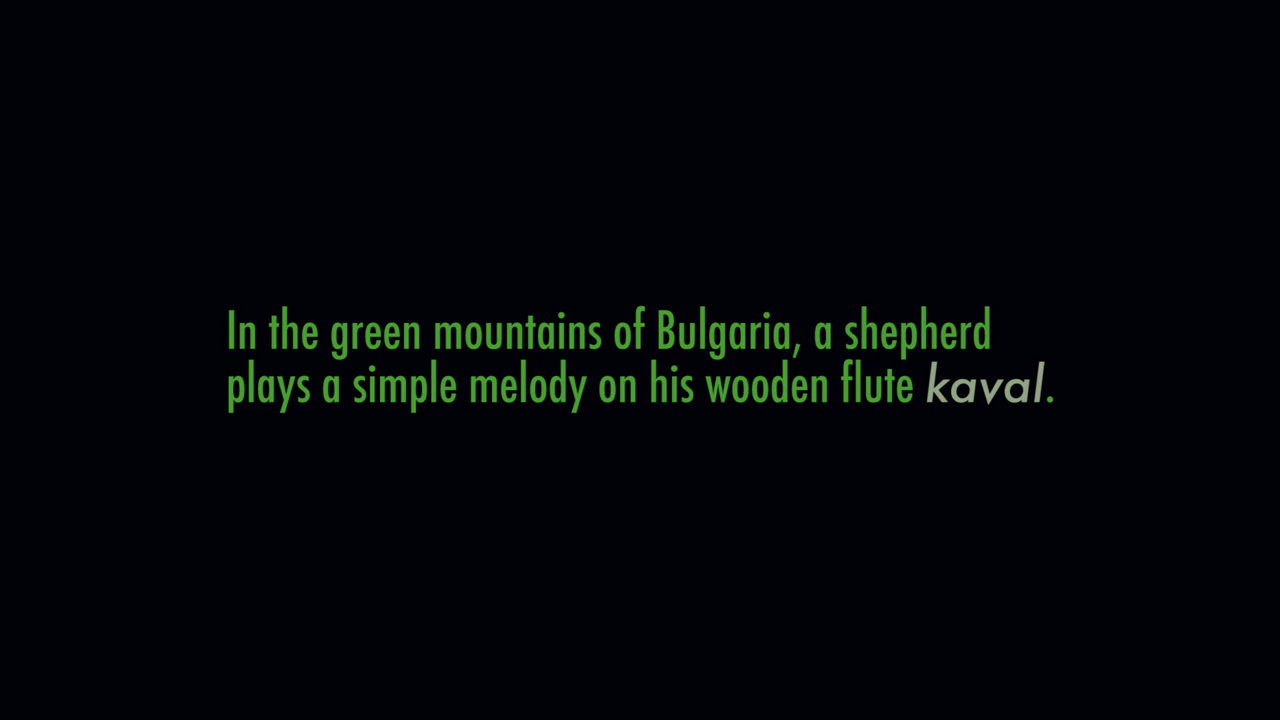 In the green mountains of Bulgaria, a shepherd
plays a simple melody on his wooden flute kaval.